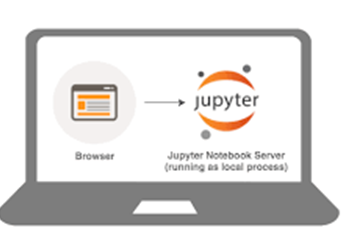 jupyter
Browser
Jupyter Notebook Server
(running as local process)